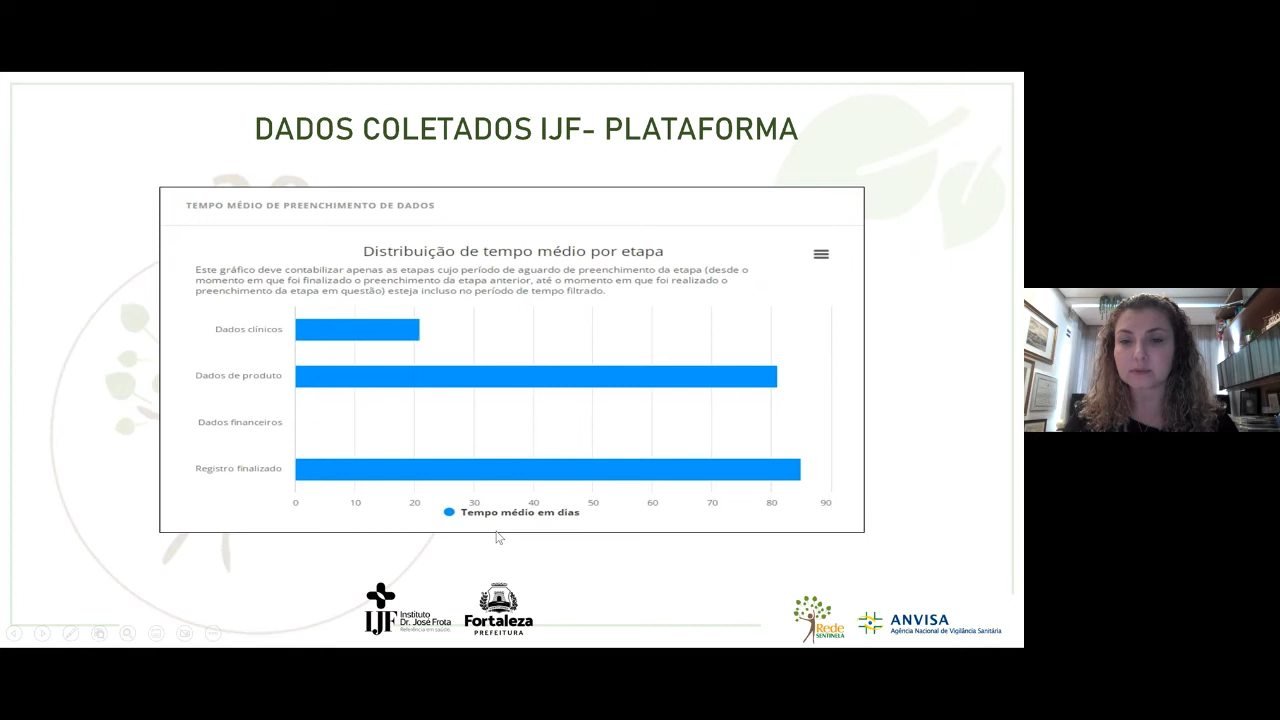 DADOS COLETADOS IJF- PLATAFORMA
TEMPO MÉDIO DE PREENCHIMENTO DE DADOS
Distribuição de tempo médio por etapa
Este gráfico deve contabilizar apenas as etapas cujo período de aguardo de preenchimento da etapa (desde o
momento em que foi finalizado o preenchimento da etapa anterior, até o momento em que foi realizado o
preenchimento da etapa em questão) esteja incluso no período de tempo filtrado.
Dados clínicos
Dados de produto
Dados financeiros
Registro finalizado
0 10 20 30 40 50 60 70 80 90
Tempo médio em dias
IJF
Instituto
Dr. José Frota
Referência em saúde
Fortaleza
PREFEITURA
Rede
SENTINELA
ANVISA
Agência Nacional de Vigilância Sanitária